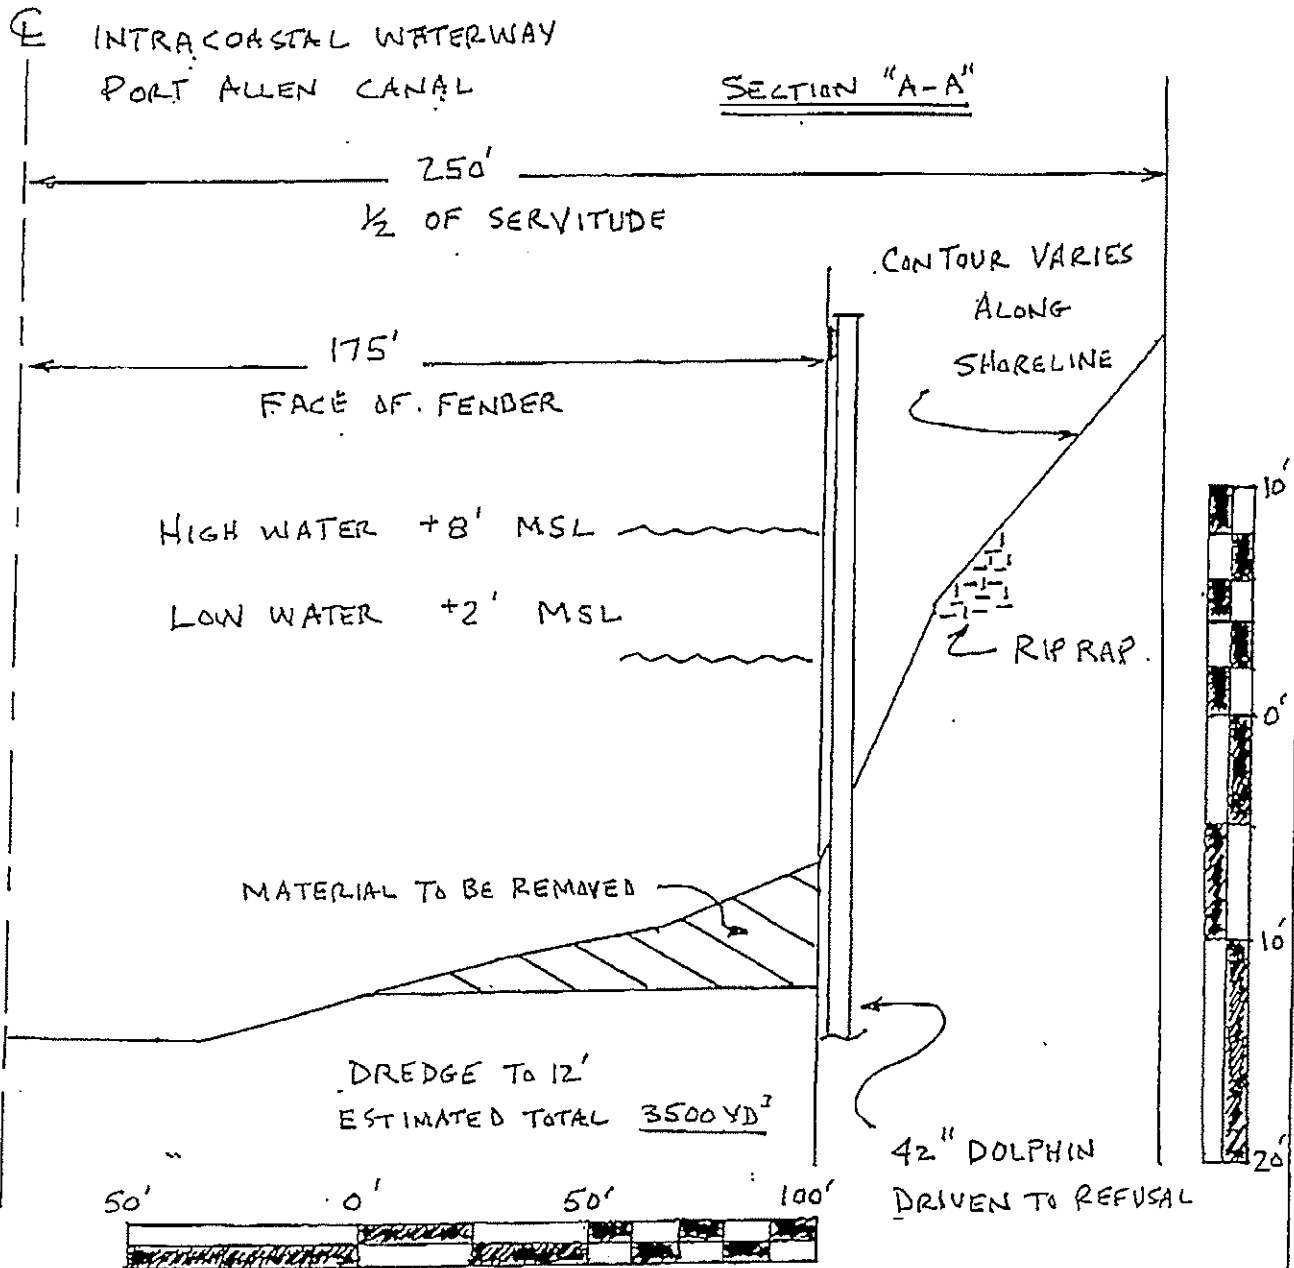 ℄ INTRACOASTAL WATERWAY
PORT ALLEN CANAL
SECTION "A-A"
250'
½ OF SERVITUDE
CONTOUR VARIES
ALONG
SHORELINE
175'
FACE OF FENDER
HIGH WATER +8' MSL
LOW WATER +2' MSL
RIP RAP.
10'
0'
10'
20'
MATERIAL TO BE REMOVED
DREDGE TO 12'
ESTIMATED TOTAL 3500 YD³
42" DOLPHIN
DRIVEN TO REFUSAL
50' 0' 50' 100'